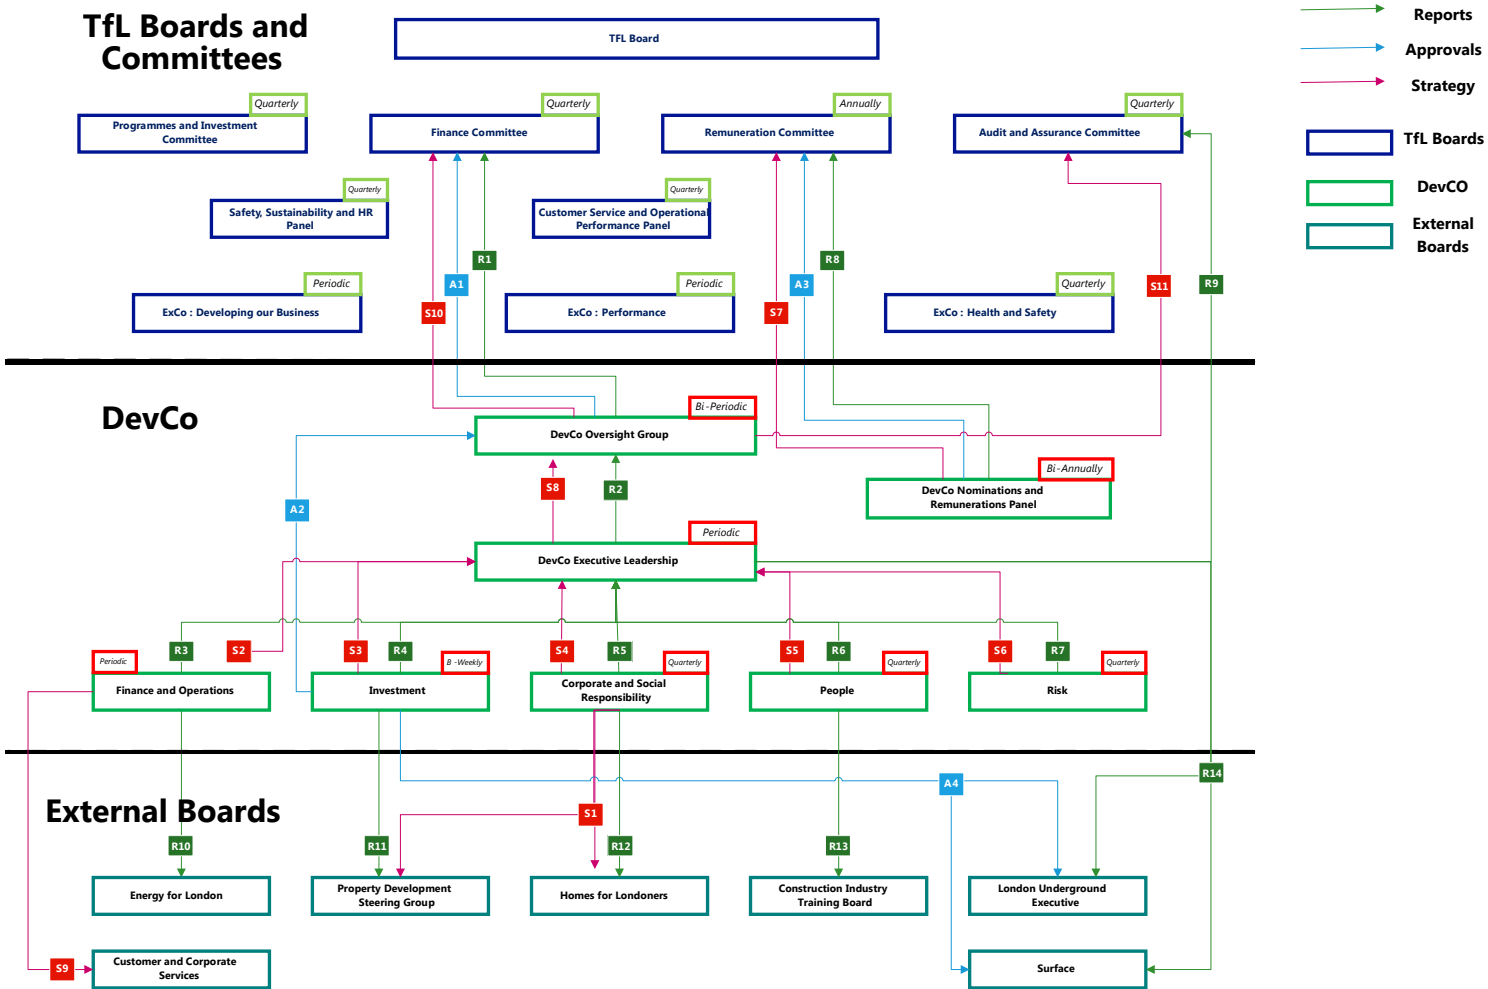 TfL Boards and
Committees
TFL Board
Reports
Approvals
Strategy
TfL Boards
DevCO
External
Boards
Quarterly
Programmes and Investment
Committee
Quarterly
Finance Committee
Annually
Remuneration Committee
Quarterly
Audit and Assurance Committee
Quarterly
Safety, Sustainability and HR
Panel
Quarterly
Customer Service and Operational
Performance Panel
R1
A1
S10
R8
A3
S7
S11
R9
Periodic
ExCo : Developing our Business
Periodic
ExCo : Performance
Quarterly
ExCo : Health and Safety
DevCo
Bi-Periodic
DevCo Oversight Group
Bi-Annually
DevCo Nominations and
Remunerations Panel
A2
S8
R2
Periodic
DevCo Executive Leadership
R3
S2
S3
R4
S4
R5
S5
R6
S6
R7
Periodic
Finance and Operations
B -Weekly
Investment
Quarterly
Corporate and Social
Responsibility
Quarterly
People
Quarterly
Risk
External Boards
R14
A4
S1
R10
R11
R12
R13
Energy for London
Property Development
Steering Group
Homes for Londoners
Construction Industry
Training Board
London Underground
Executive
S9
Customer and Corporate
Services
Surface